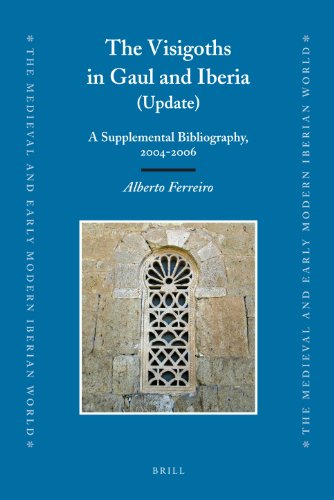 The Visigoths
in Gaul and Iberia
(Update)
A Supplemental Bibliography,
2004-2006
Alberto Ferreiro
BRILL
* THE MEDIEVAL AND EARLY MODERN IBERIAN WORLD *
* THE MEDIEVAL AND EARLY MODERN IBERIAN WORLD *